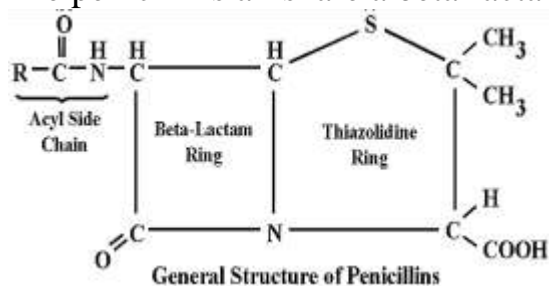 O
H H H S CH3
R–C–N–C C C CH3
Acyl Side
Chain
Beta-Lactam
Ring
Thiazolidine
Ring
H
O=C N C
COOH
General Structure of Penicillins